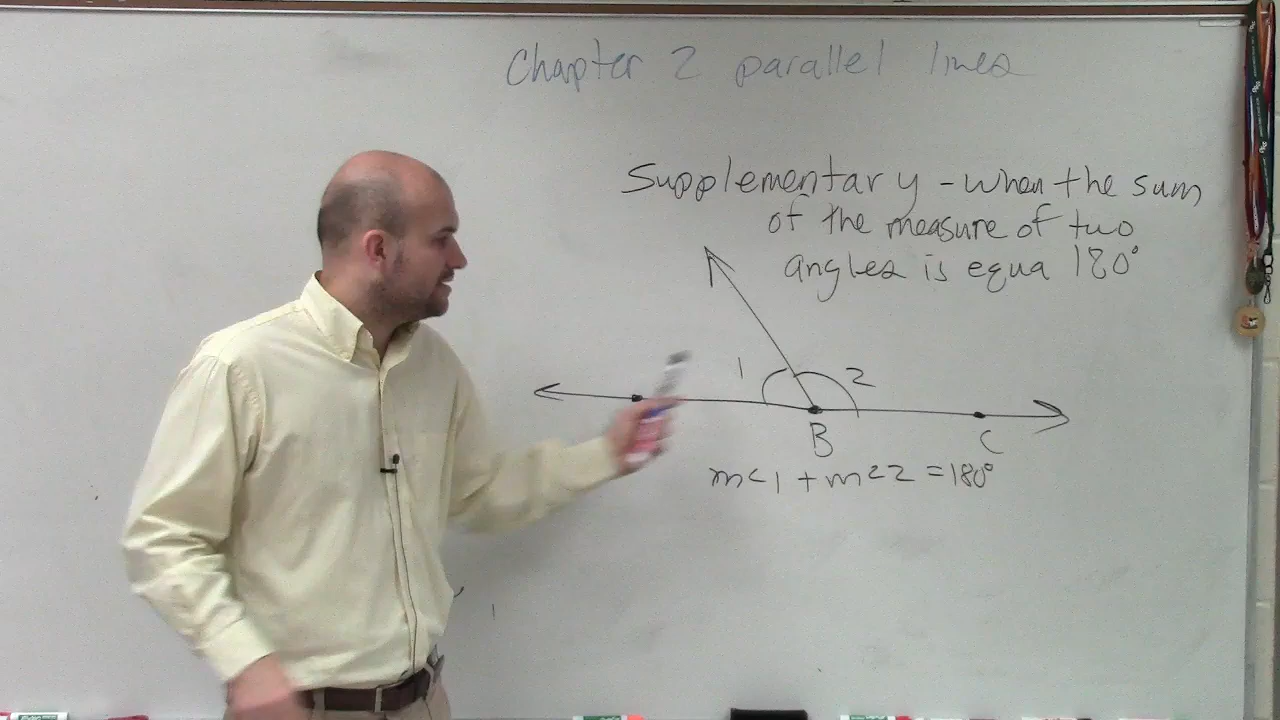 Chapter 2 parallel lines
Supplementary - when the sum
of the measure of two
angles is equa 180°
1 2
B C
m<1 + m<2 = 180°